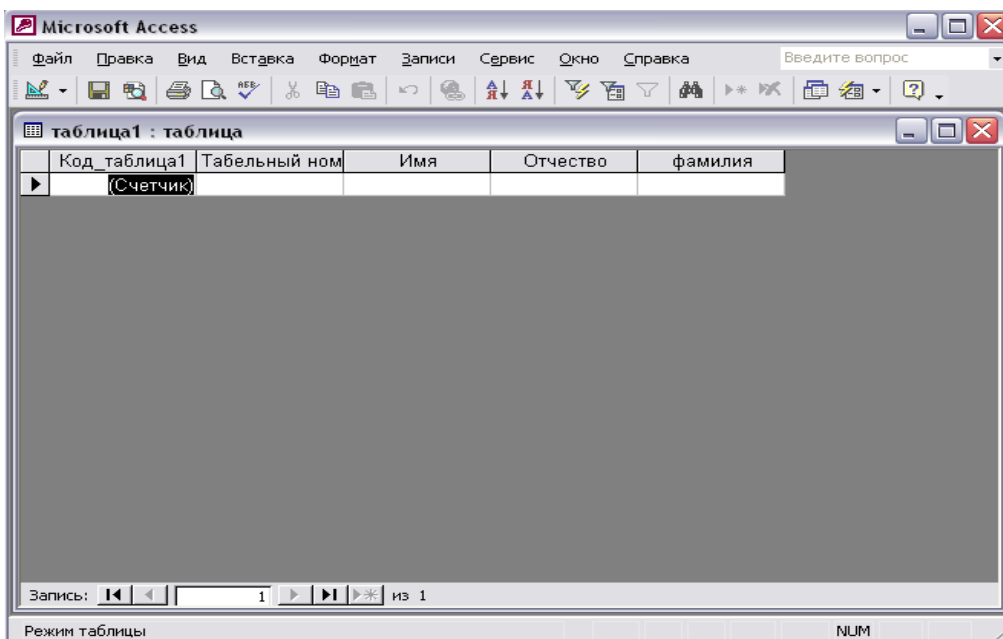 Microsoft Access
Файл Правка Вид Вставка Формат Записи Сервис Окно Справка Введите вопрос
таблица1 : таблица
Код_таблица1 Табельный ном Имя Отчество фамилия
(Счетчик)
Запись: 1 из 1
Режим таблицы NUM